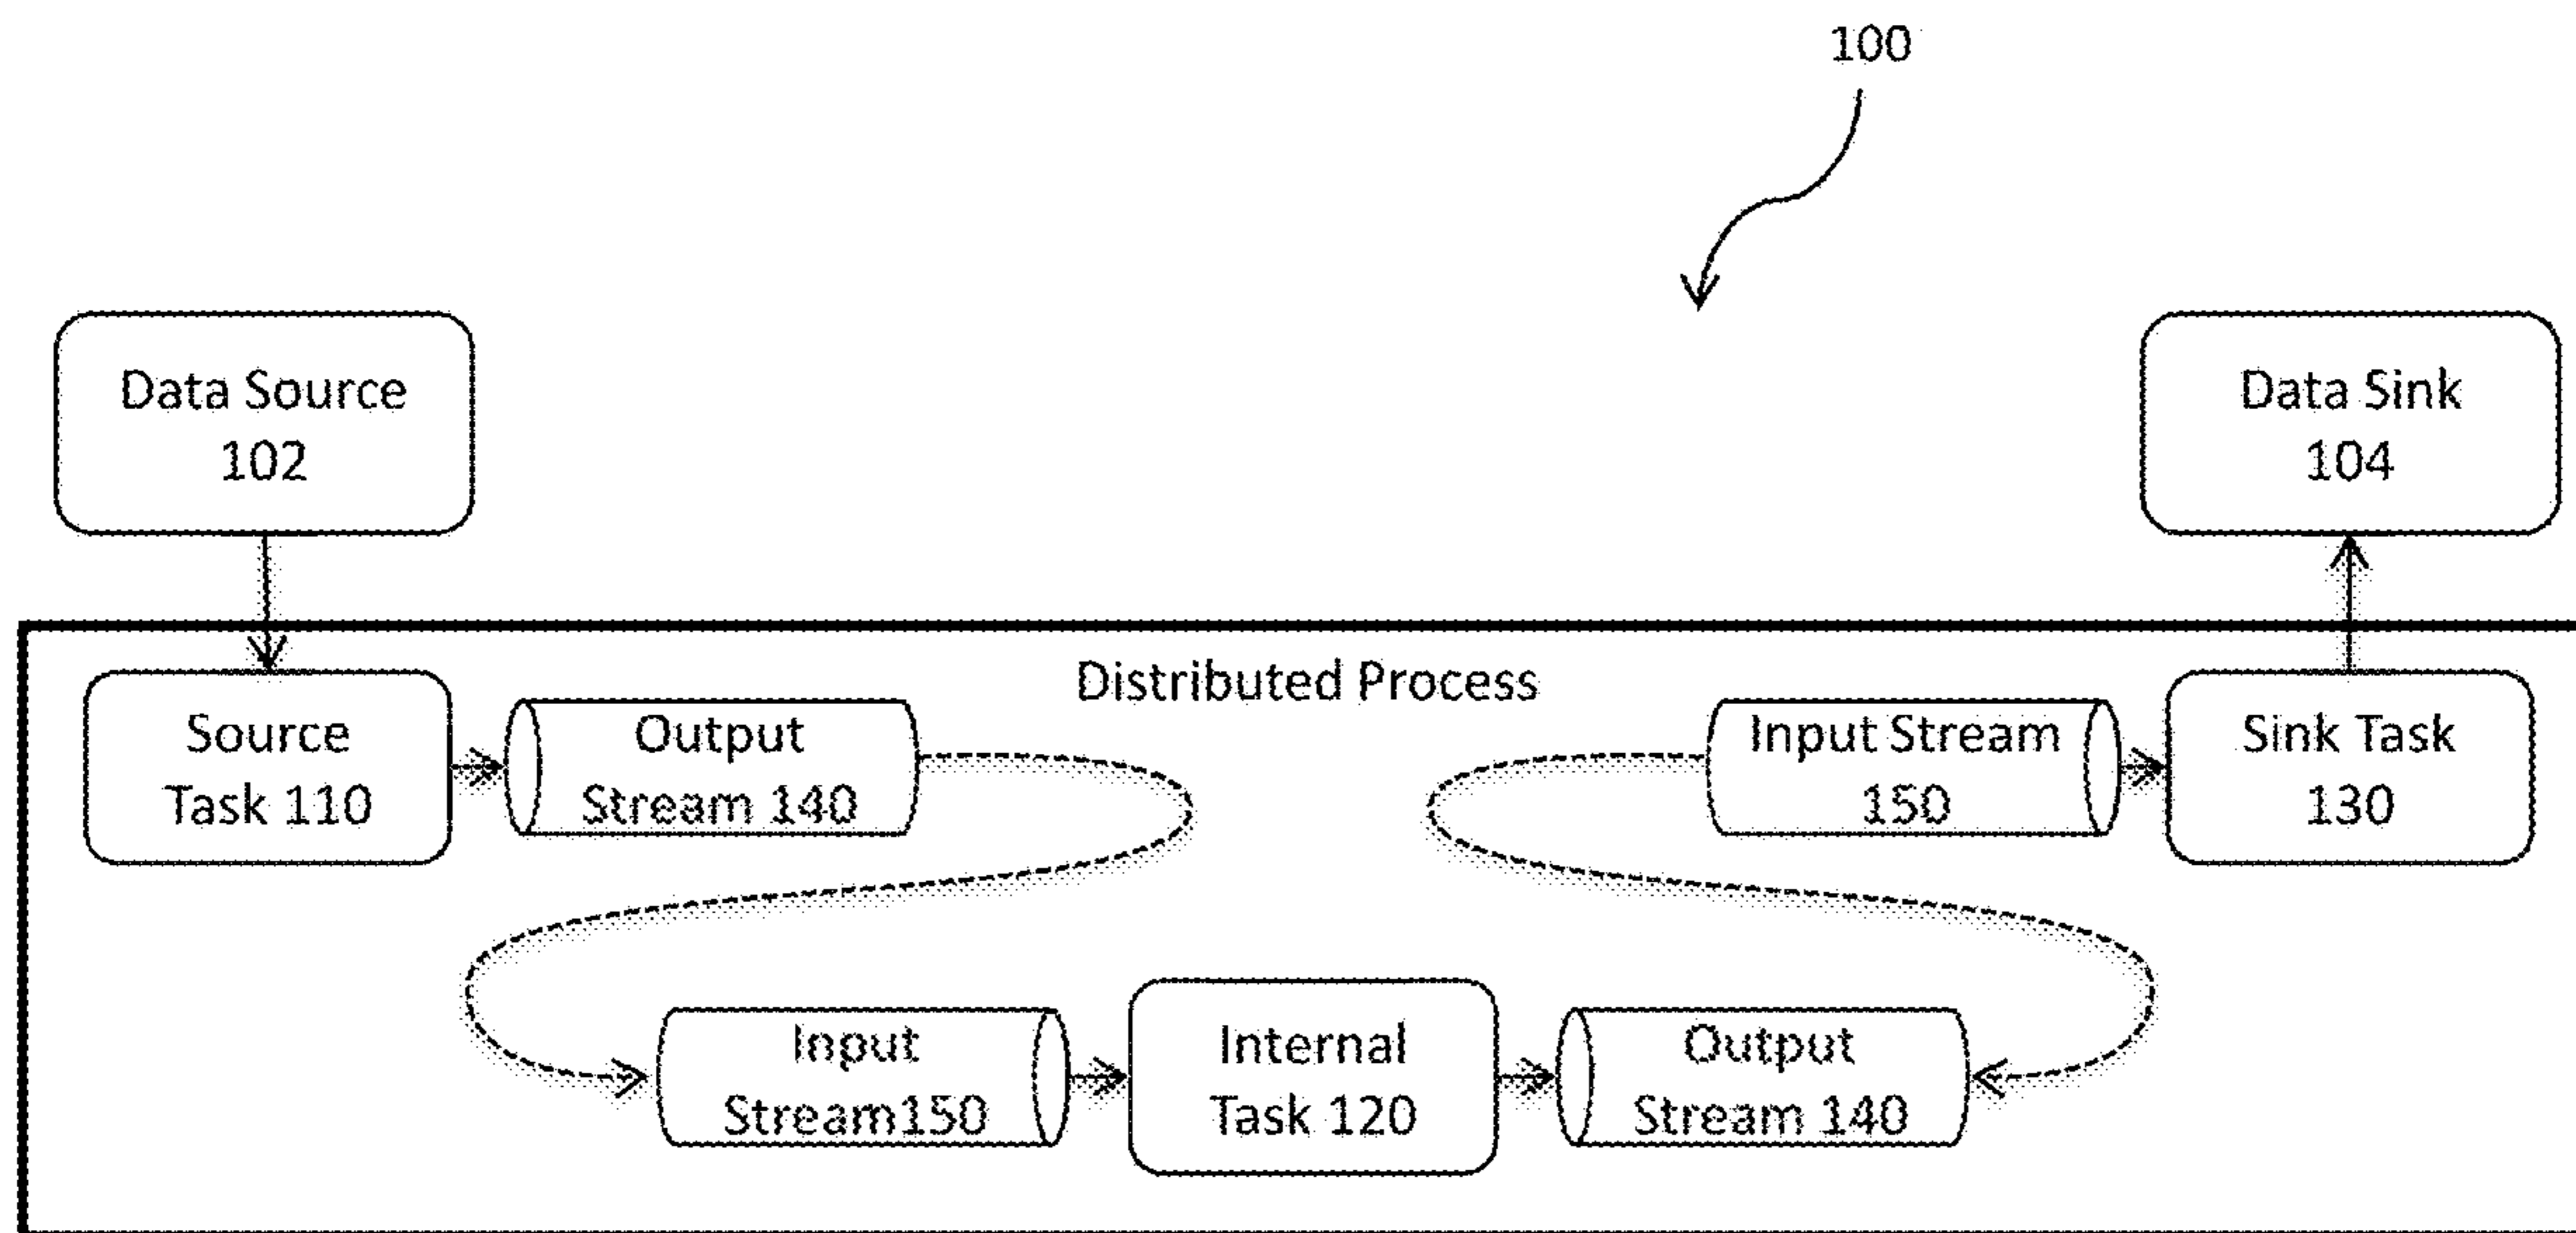 100
Data Source
102
Data Sink
104
Distributed Process
Source
Task 110
Output
Stream 140
Input Stream
150
Sink Task
130
Input
Stream150
Internal
Task 120
Output
Stream 140